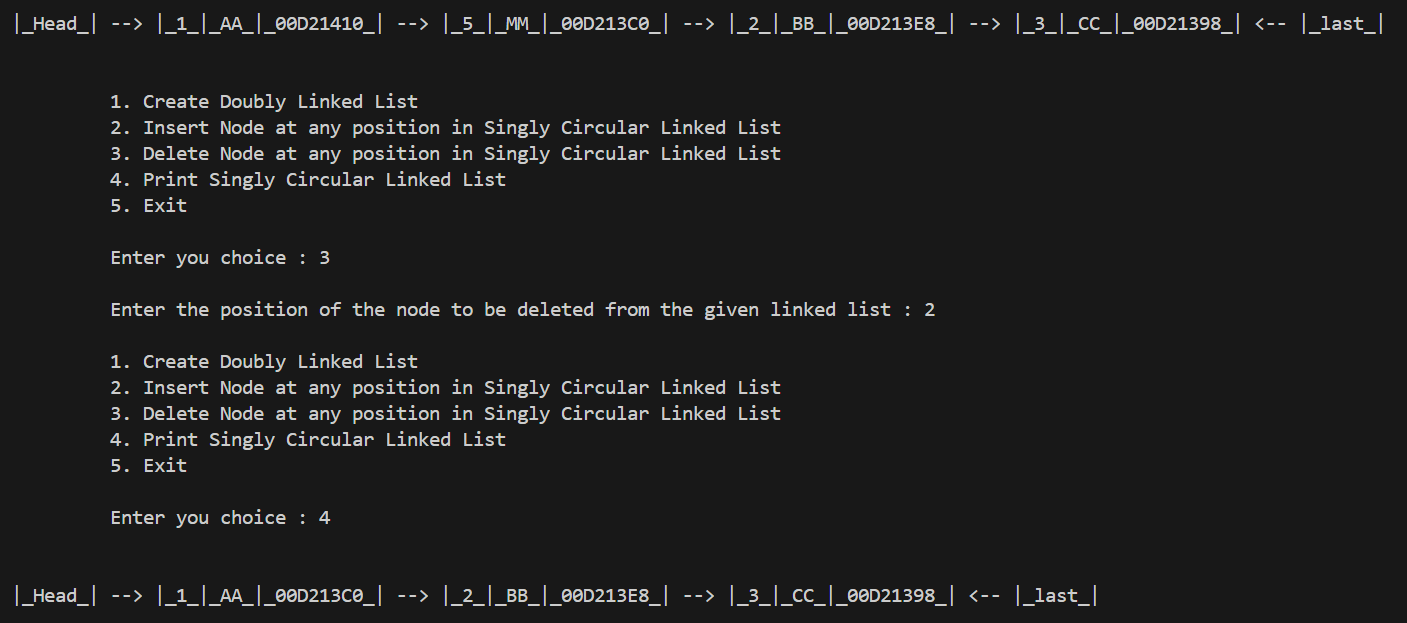 |_Head_| --> |_1_|_AA_|_00D21410_| --> |_5_|_MM_|_00D213C0_| --> |_2_|_BB_|_00D213E8_| --> |_3_|_CC_|_00D21398_| <-- |_last_|
1. Create Doubly Linked List
2. Insert Node at any position in Singly Circular Linked List
3. Delete Node at any position in Singly Circular Linked List
4. Print Singly Circular Linked List
5. Exit
Enter you choice : 3
Enter the position of the node to be deleted from the given linked list : 2
1. Create Doubly Linked List
2. Insert Node at any position in Singly Circular Linked List
3. Delete Node at any position in Singly Circular Linked List
4. Print Singly Circular Linked List
5. Exit
Enter you choice : 4
|_Head_| --> |_1_|_AA_|_00D213C0_| --> |_2_|_BB_|_00D213E8_| --> |_3_|_CC_|_00D21398_| <-- |_last_|